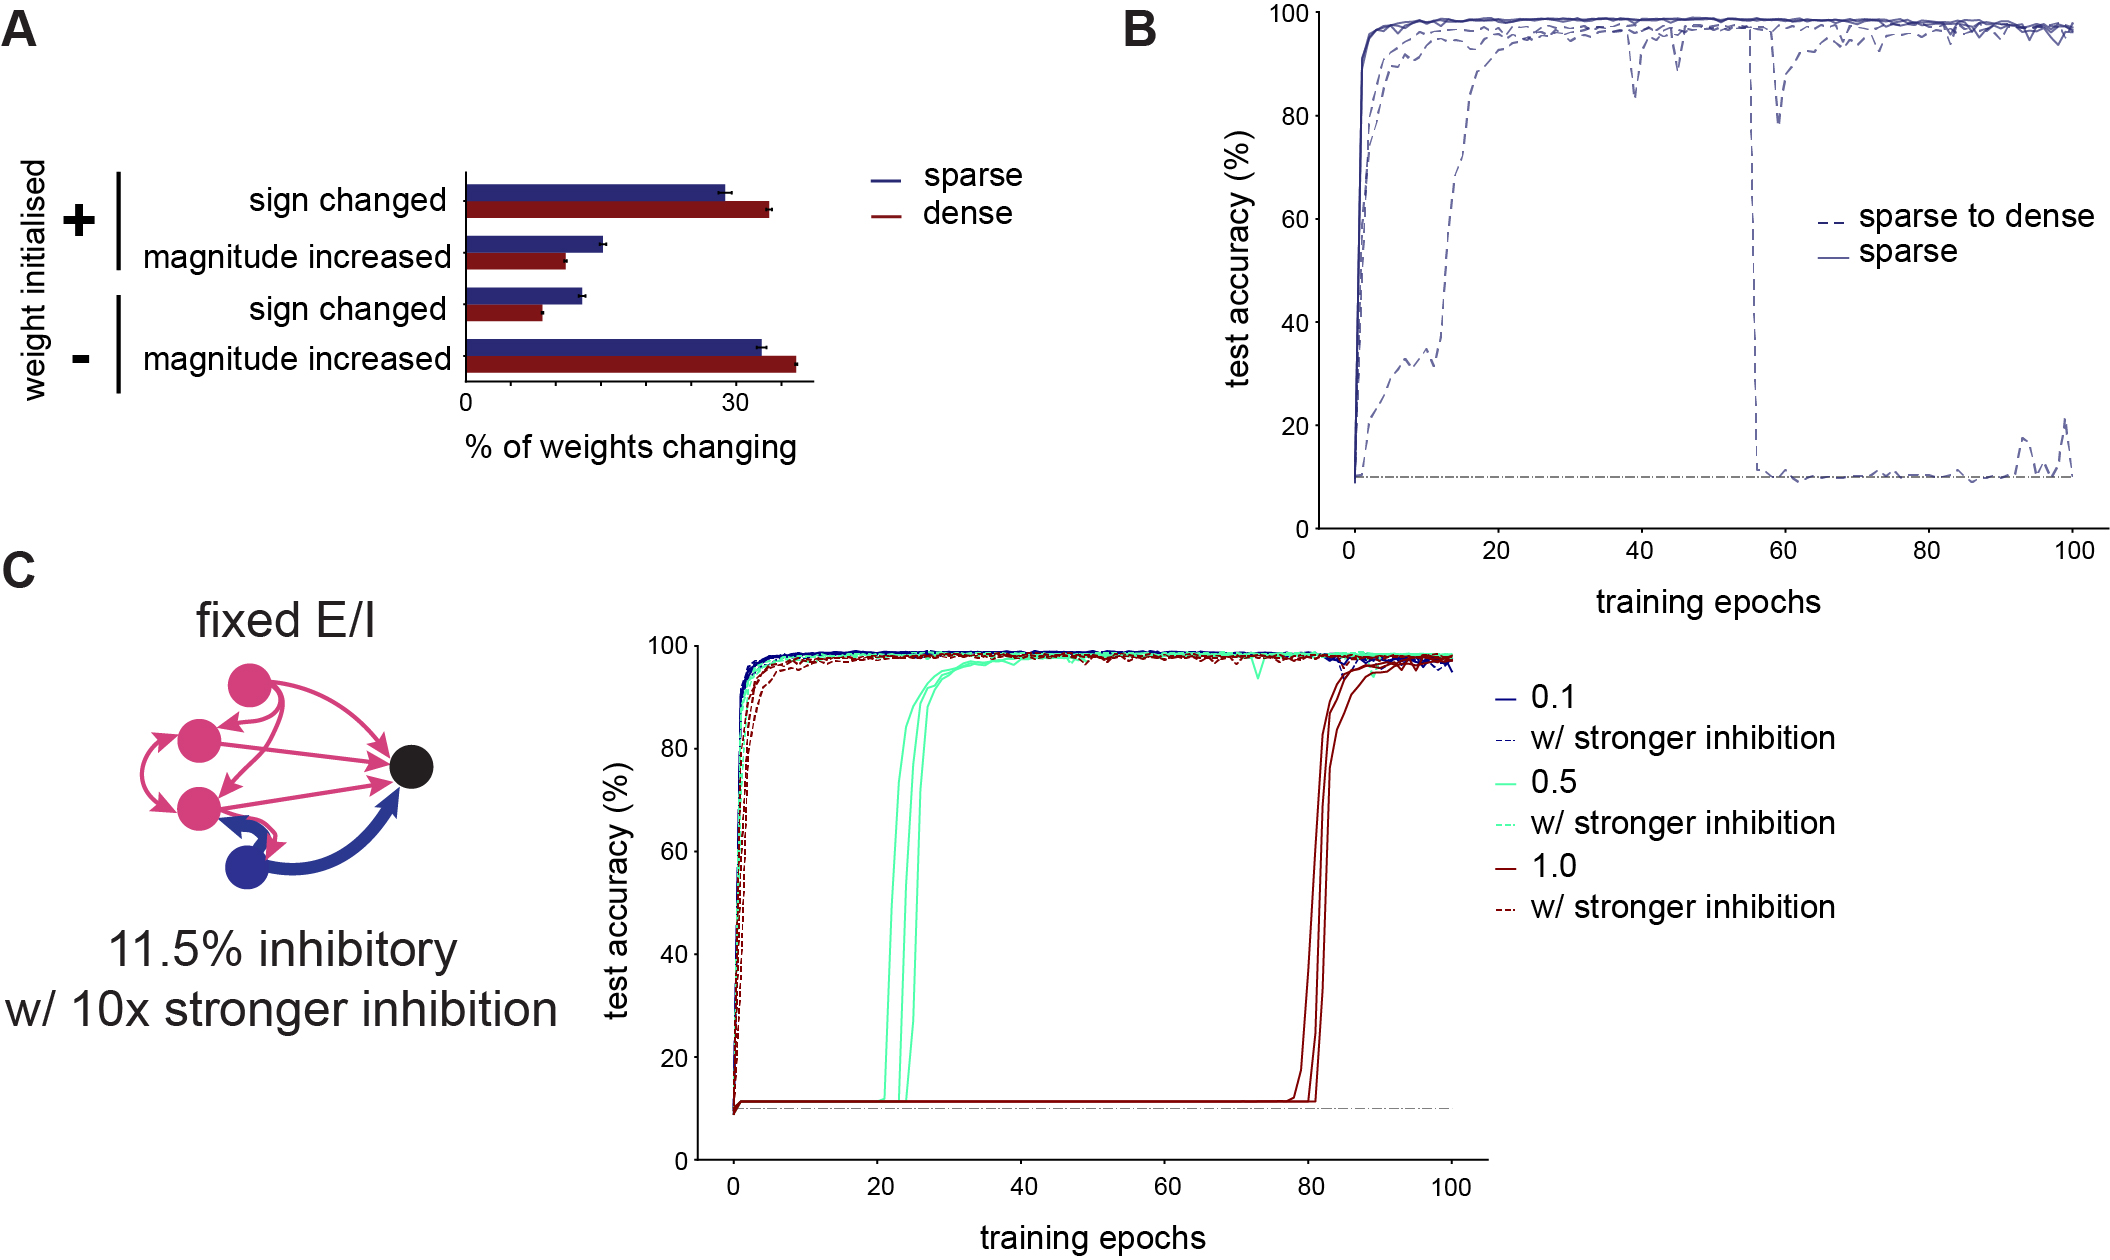 A
weight initialised
+
-
sign changed
magnitude increased
sign changed
magnitude increased
0
30
% of weights changing
sparse
dense
B
test accuracy (%)
100
80
60
40
20
0
0
20
40
60
80
100
training epochs
sparse to dense
sparse
C
fixed E/I
11.5% inhibitory
w/ 10x stronger inhibition
test accuracy (%)
100
80
60
40
20
0
0
20
40
60
80
100
training epochs
0.1
w/ stronger inhibition
0.5
w/ stronger inhibition
1.0
w/ stronger inhibition